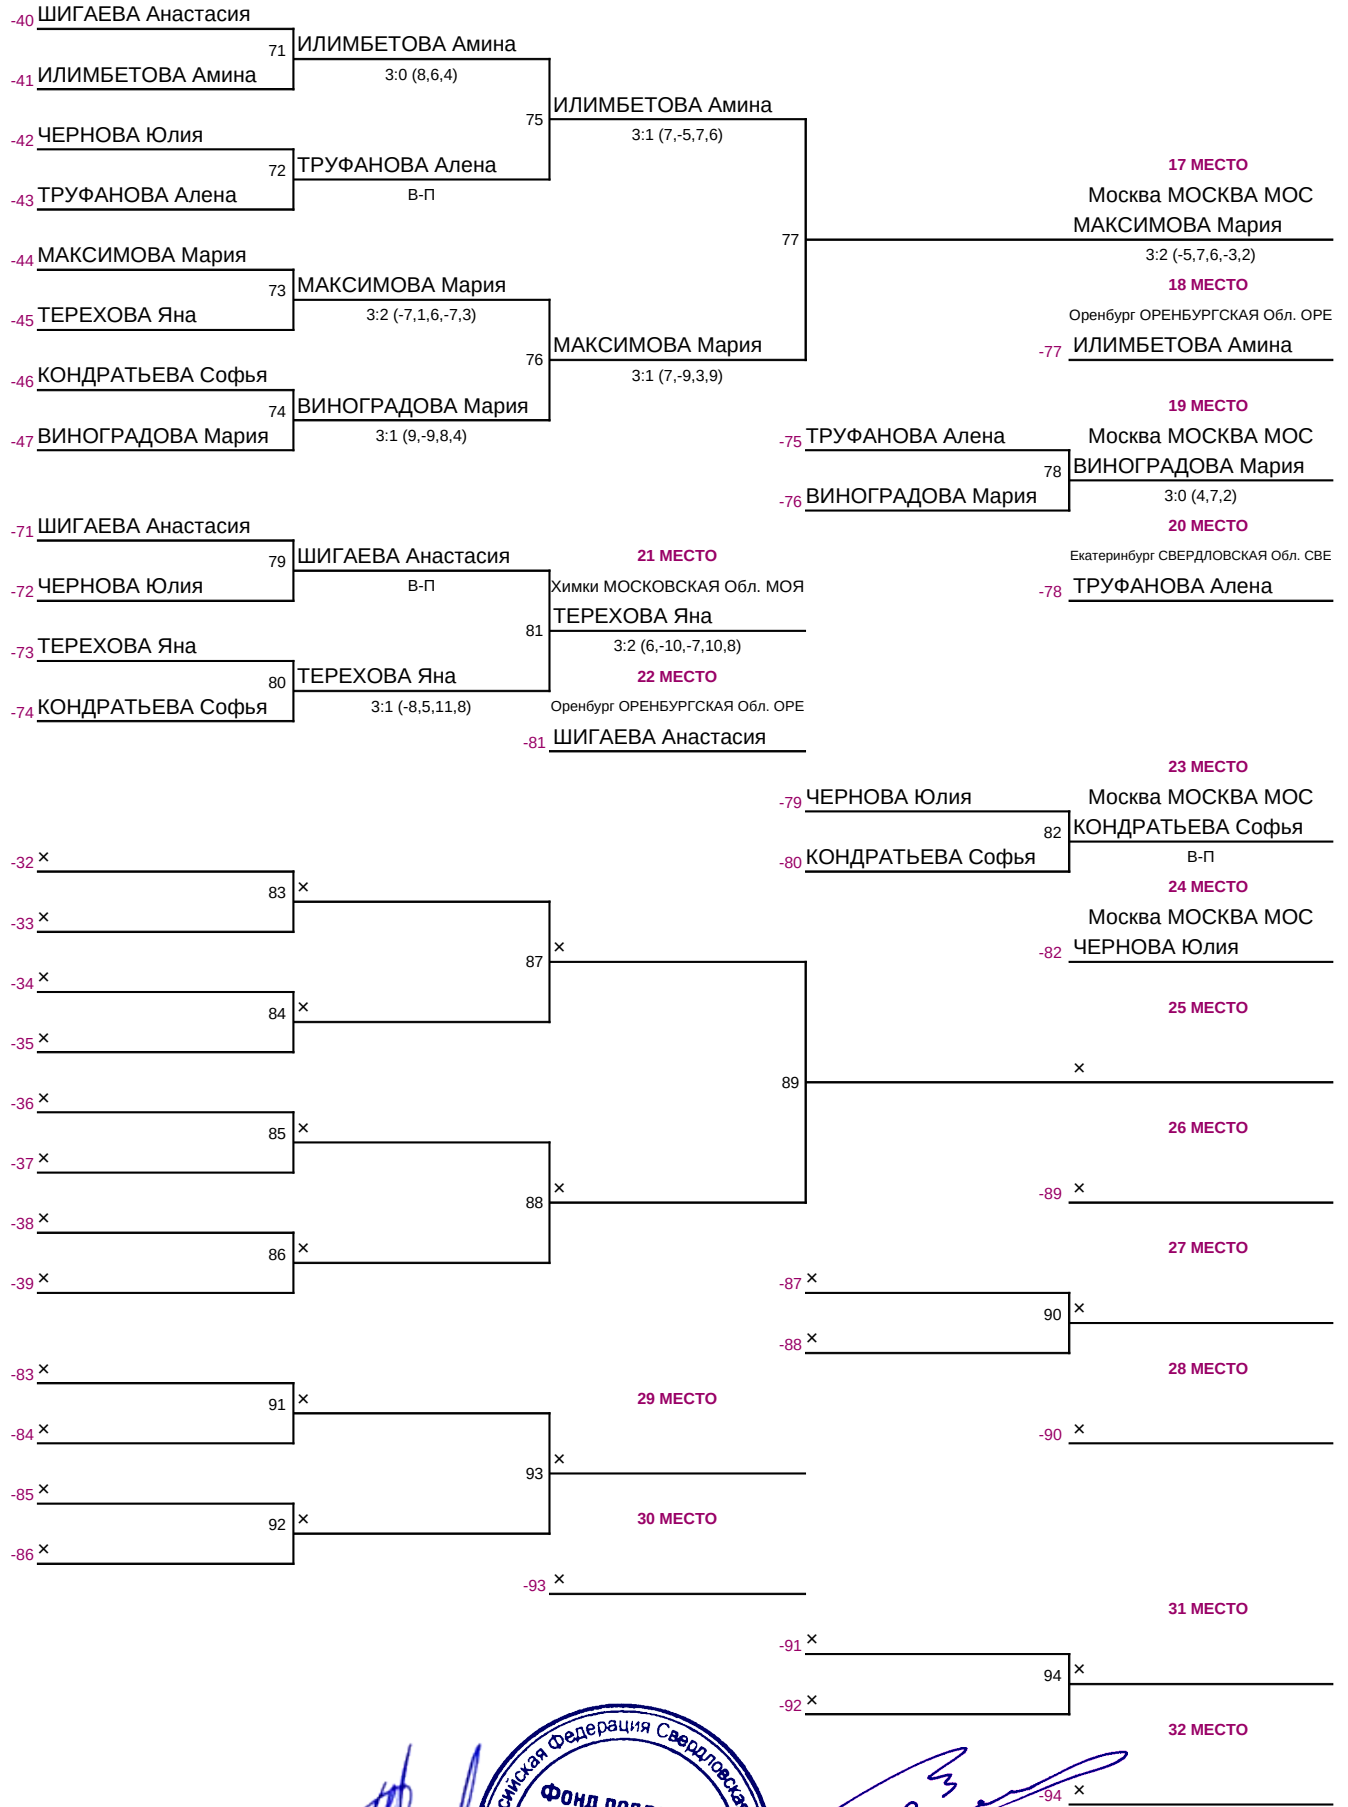 -40 ШИГАЕВА Анастасия
71 ИЛИМБЕТОВА Амина
-41 ИЛИМБЕТОВА Амина
3:0 (8,6,4)
75 ИЛИМБЕТОВА Амина
3:1 (7,-5,7,6)
-42 ЧЕРНОВА Юлия
72 ТРУФАНОВА Алена
-43 ТРУФАНОВА Алена
В-П
17 МЕСТО
Москва МОСКВА МОС
77 МАКСИМОВА Мария
3:2 (-5,7,6,-3,2)
-44 МАКСИМОВА Мария
73 МАКСИМОВА Мария
-45 ТЕРЕХОВА Яна
3:2 (-7,1,6,-7,3)
18 МЕСТО
Оренбург ОРЕНБУРГСКАЯ Обл. ОРЕ
-77 ИЛИМБЕТОВА Амина
76 МАКСИМОВА Мария
3:1 (7,-9,3,9)
-46 КОНДРАТЬЕВА Софья
74 ВИНОГРАДОВА Мария
-47 ВИНОГРАДОВА Мария
3:1 (9,-9,8,4)
19 МЕСТО
-75 ТРУФАНОВА Алена
Москва МОСКВА МОС
78 ВИНОГРАДОВА Мария
-76 ВИНОГРАДОВА Мария
3:0 (4,7,2)
20 МЕСТО
Екатеринбург СВЕРДЛОВСКАЯ Обл. СВЕ
-78 ТРУФАНОВА Алена
-71 ШИГАЕВА Анастасия
79 ШИГАЕВА Анастасия
-72 ЧЕРНОВА Юлия
В-П
21 МЕСТО
Химки МОСКОВСКАЯ Обл. МОЯ
81 ТЕРЕХОВА Яна
3:2 (6,-10,-7,10,8)
-73 ТЕРЕХОВА Яна
80 ТЕРЕХОВА Яна
-74 КОНДРАТЬЕВА Софья
3:1 (-8,5,11,8)
22 МЕСТО
Оренбург ОРЕНБУРГСКАЯ Обл. ОРЕ
-81 ШИГАЕВА Анастасия
23 МЕСТО
-79 ЧЕРНОВА Юлия
Москва МОСКВА МОС
82 КОНДРАТЬЕВА Софья
-80 КОНДРАТЬЕВА Софья
В-П
24 МЕСТО
Москва МОСКВА МОС
-82 ЧЕРНОВА Юлия
-32 ×
83 ×
-33 ×
87 ×
-34 ×
84 ×
-35 ×
25 МЕСТО
89 ×
-36 ×
85 ×
-37 ×
26 МЕСТО
88 ×
-89 ×
-38 ×
86 ×
-39 ×
27 МЕСТО
-87 ×
90 ×
-88 ×
28 МЕСТО
-90 ×
-83 ×
91 ×
-84 ×
29 МЕСТО
93 ×
-85 ×
92 ×
-86 ×
30 МЕСТО
-93 ×
31 МЕСТО
-91 ×
94 ×
-92 ×
32 МЕСТО
-94 ×
Федерация
Фонд